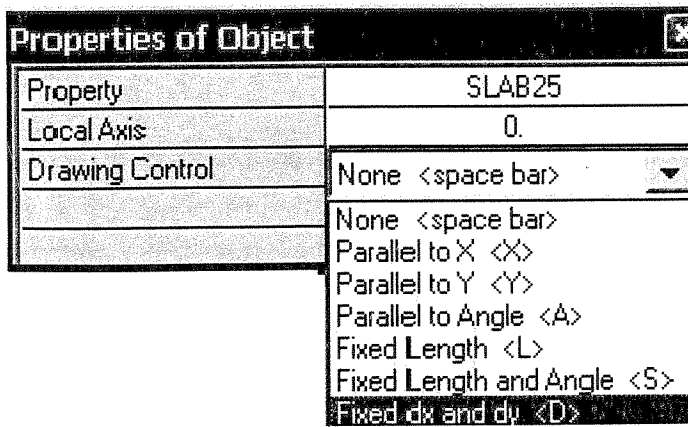 Properties of Object
Property SLAB25
Local Axis 0.
Drawing Control None <space bar>
None <space bar>
Parallel to X <X>
Parallel to Y <Y>
Parallel to Angle <A>
Fixed Length <L>
Fixed Length and Angle <S>
Fixed dx and dy <D>